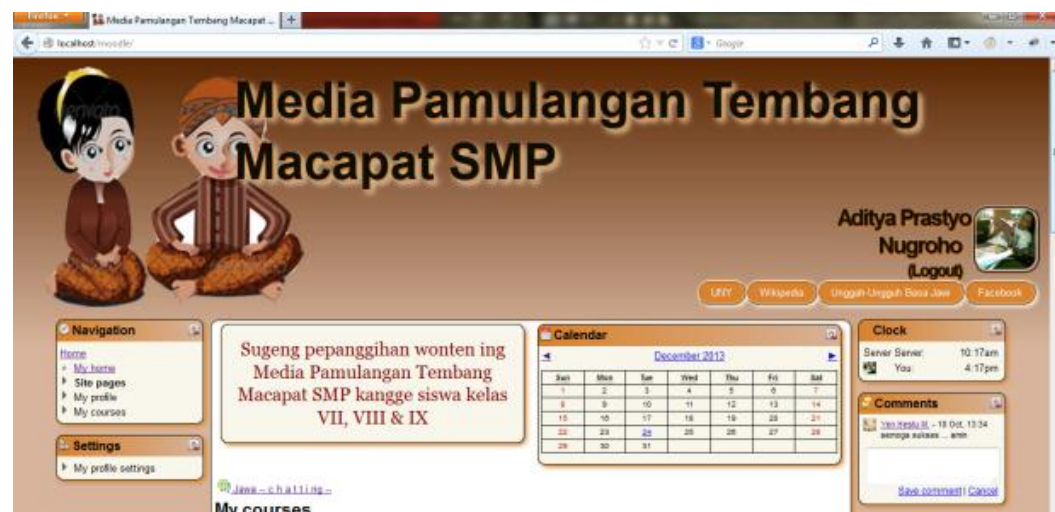 Firefox
Media Pamulangan Tembang Macapat ...
localhost/moodle/
Google
Media Pamulangan Tembang
Macapat SMP
Aditya Prastyo
Nugroho
(Logout)
UNY
Wikipedia
Unggah-Ungguh Basa Jawi
Facebook
Navigation
Home
My home
Site pages
My profile
My courses
Settings
My profile settings
Sugeng pepanggihan wonten ing
Media Pamulangan Tembang
Macapat SMP kangge siswa kelas
VII, VIII & IX
Jawa -- c h a t t i n g --
My courses
Calendar
December 2013
Sun Mon Tue Wed Thu Fri Sat
1 2 3 4 5 6 7
8 9 10 11 12 13 14
15 16 17 18 19 20 21
22 23 24 25 26 27 28
29 30 31
Clock
Server Server: 10:17am
You: 4:17pm
Comments
- 18 Oct, 13:34
semoga sukses ... amin
Save comment | Cancel